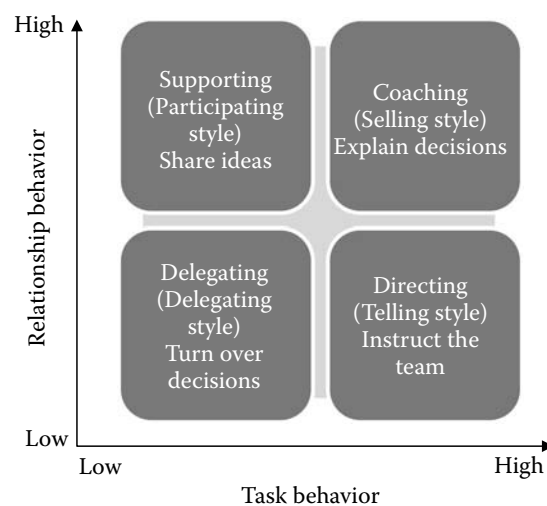 High
Supporting
(Participating
style)
Share ideas
Coaching
(Selling style)
Explain decisions
Relationship behavior
Delegating
(Delegating
style)
Turn over
decisions
Directing
(Telling style)
Instruct the
team
Low
Low
High
Task behavior